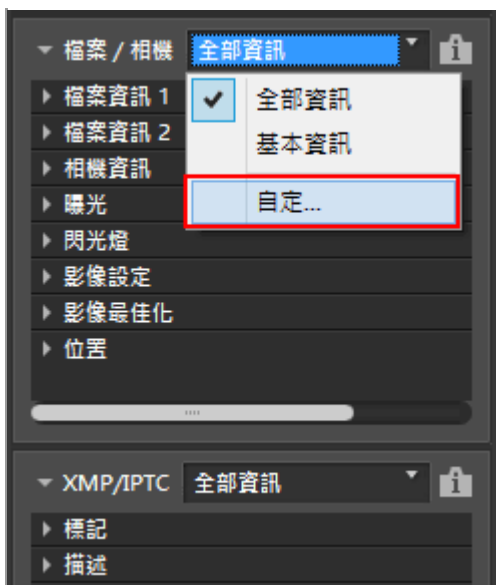 檔案 / 相機 全部資訊
檔案資訊 1
全部資訊
檔案資訊 2
基本資訊
相機資訊
曝光
自定...
閃光燈
影像設定
影像最佳化
位置
XMP/IPTC 全部資訊
標記
描述